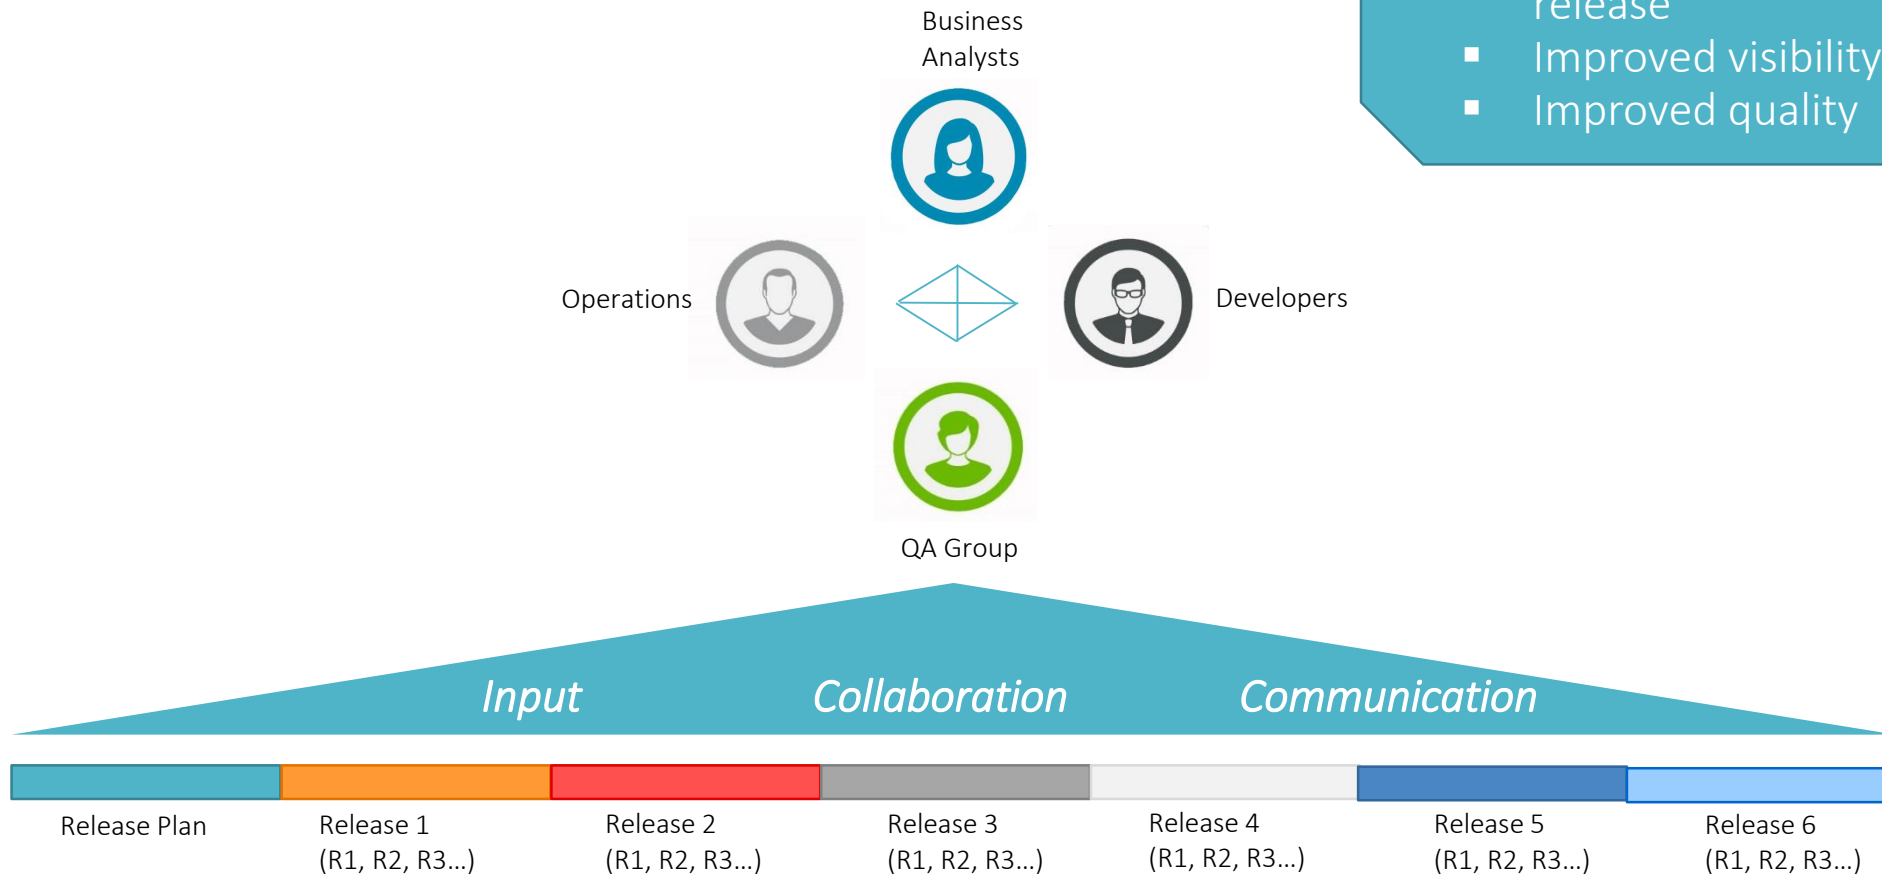 release
▪ Improved visibility
▪ Improved quality
Business
Analysts
Operations
Developers
QA Group
Input Collaboration Communication
Release Plan
Release 1
(R1, R2, R3...)
Release 2
(R1, R2, R3...)
Release 3
(R1, R2, R3...)
Release 4
(R1, R2, R3...)
Release 5
(R1, R2, R3...)
Release 6
(R1, R2, R3...)